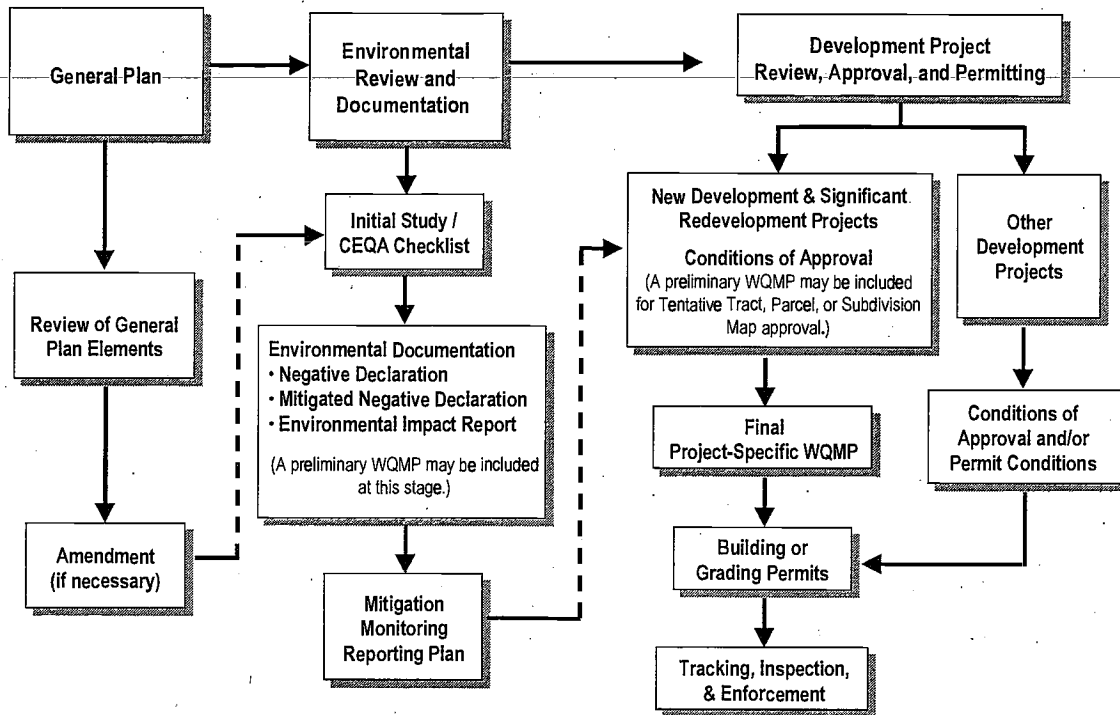 General Plan
Environmental
Review and
Documentation
Development Project
Review, Approval, and Permitting
Review of General
Plan Elements
Amendment
(if necessary)
Initial Study /
CEQA Checklist
Environmental Documentation
• Negative Declaration
• Mitigated Negative Declaration
• Environmental Impact Report
(A preliminary WQMP may be included
at this stage.)
Mitigation
Monitoring
Reporting Plan
New Development & Significant
Redevelopment Projects
Conditions of Approval
(A preliminary WQMP may be included
for Tentative Tract, Parcel, or Subdivision
Map approval.)
Final
Project-Specific WQMP
Other
Development
Projects
Conditions of
Approval and/or
Permit Conditions
Building or
Grading Permits
Tracking, Inspection,
& Enforcement